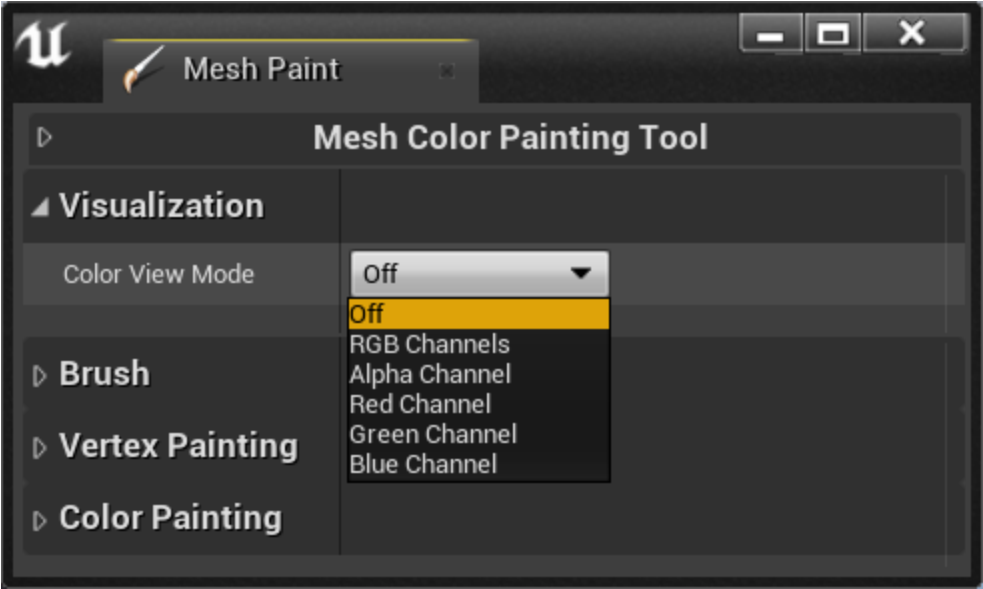 Mesh Paint
Mesh Color Painting Tool
Visualization
Color View Mode
Off
Off
RGB Channels
Alpha Channel
Red Channel
Green Channel
Blue Channel
Brush
Vertex Painting
Color Painting